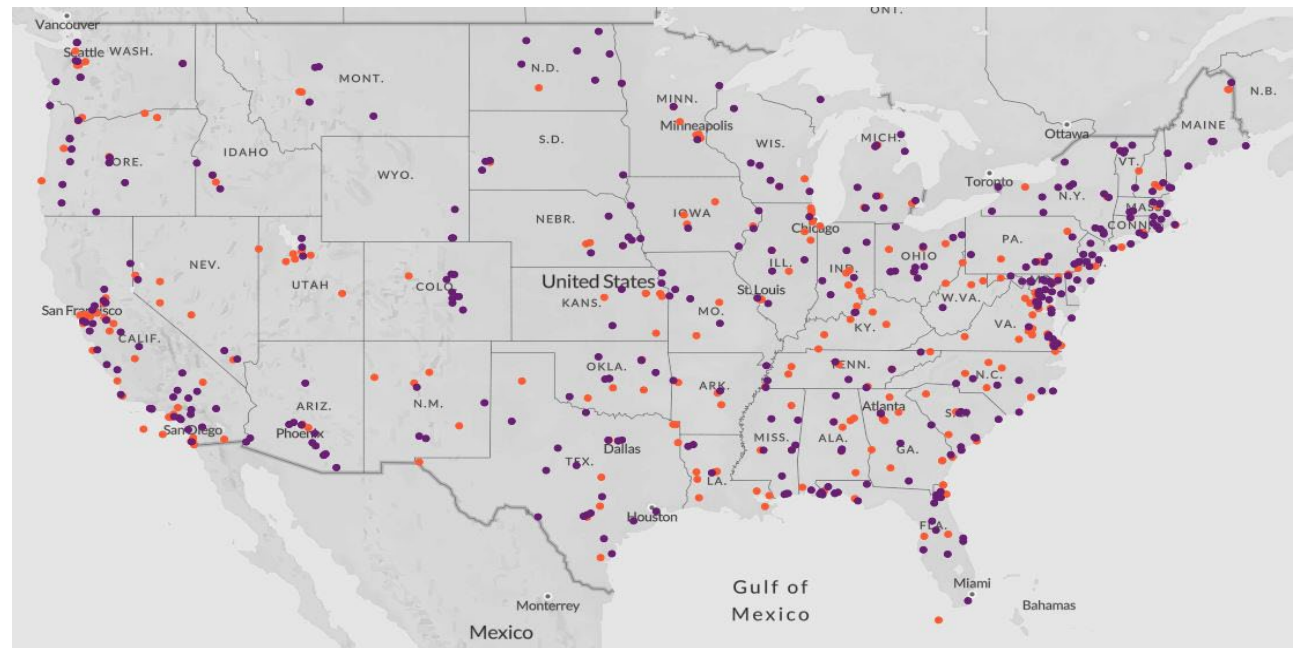 ONT.
Vancouver
Seattle
WASH.
MONT.
N.D.
MINN.
Minneapolis
Ottawa
N.B.
MAINE
ORE.
IDAHO
S.D.
WIS.
MICH.
VT.
WYO.
Toronto
N.Y.
MASS.
CONN.
NEBR.
IOWA
Chicago
PA.
NEV.
UTAH
COLO.
United States
ILL.
IND.
OHIO
San Francisco
CALIF.
KANS.
St. Louis
MO.
W.VA.
VA.
KY.
ARIZ.
N.M.
OKLA.
ARK.
TENN.
N.C.
San Diego
Phoenix
Atlanta
Dallas
MISS.
ALA.
GA.
TEX.
LA.
Houston
FLA.
Gulf of
Mexico
Miami
Bahamas
Monterrey
Mexico